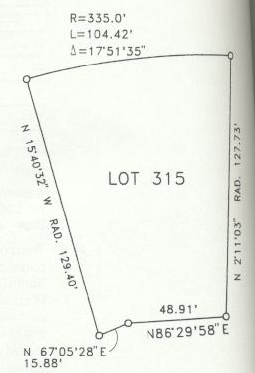 R=335.0'
L=104.42'
Δ=17°51'35"
N 15°40'32" W RAD. 129.40'
LOT 315
N 2°11'03" RAD. 127.73'
48.91'
N86°29'58"E
N 67°05'28"E
15.88'